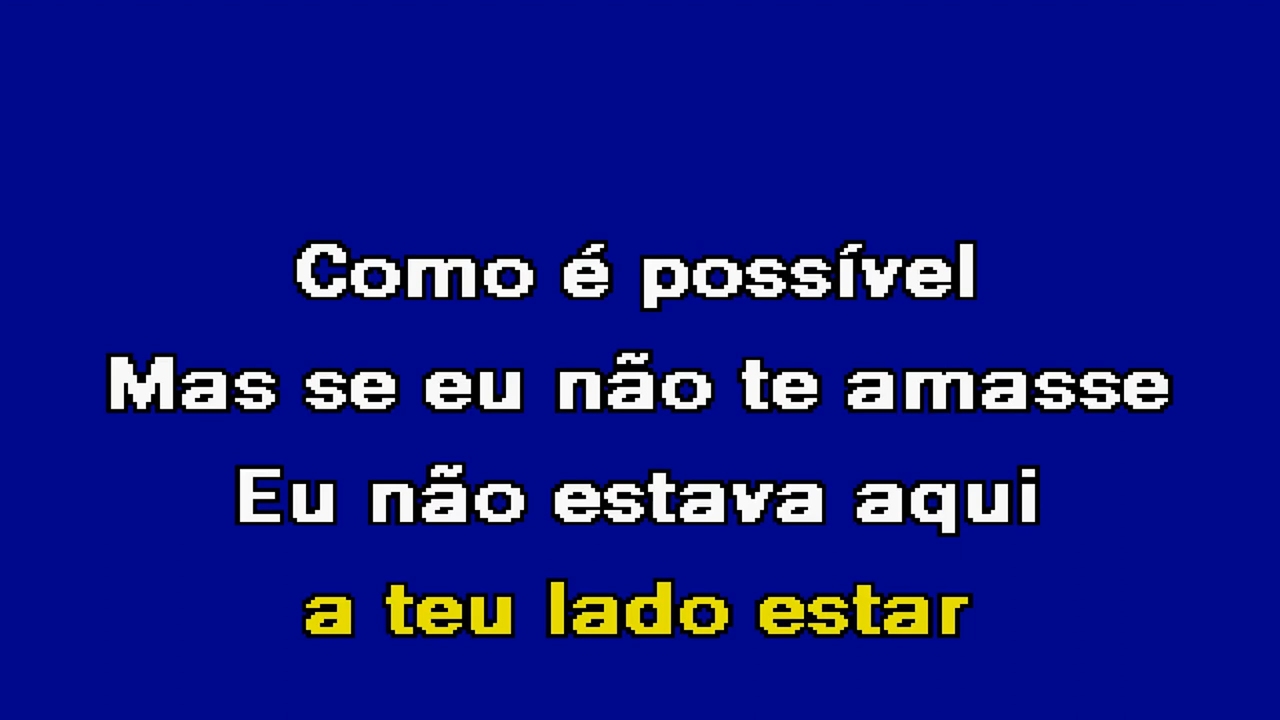 Como é possível
Mas se eu não te amasse
Eu não estava aqui
a teu lado estar